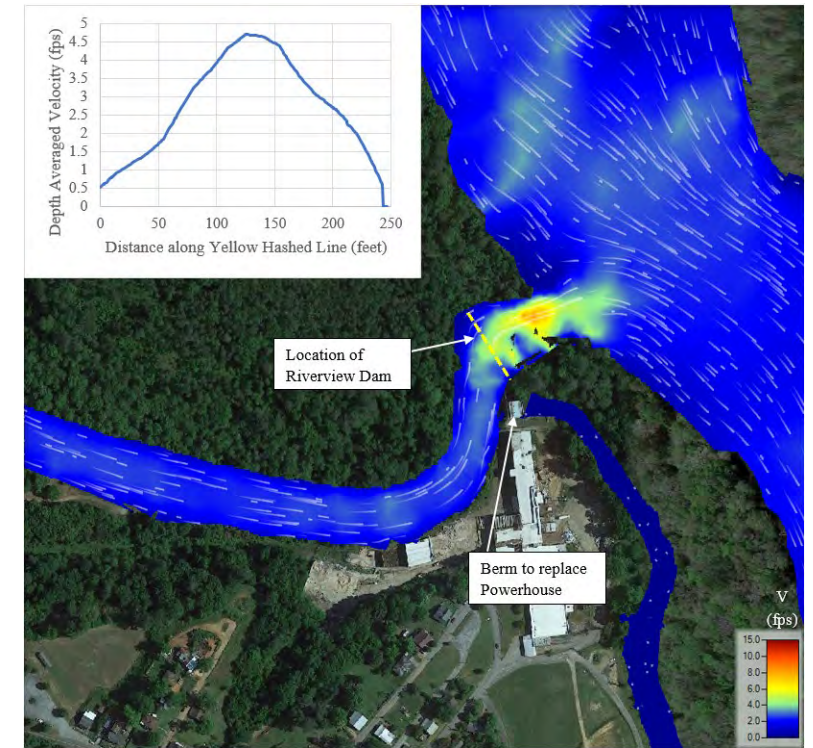 Depth Averaged Velocity (fps)
5
4.5
4
3.5
3
2.5
2
1.5
1
0.5
0
0 50 100 150 200 250
Distance along Yellow Hashed Line (feet)
Location of
Riverview Dam
Berm to replace
Powerhouse
V
(fps)
15.0
10.0
8.0
6.0
4.0
2.0
0.0